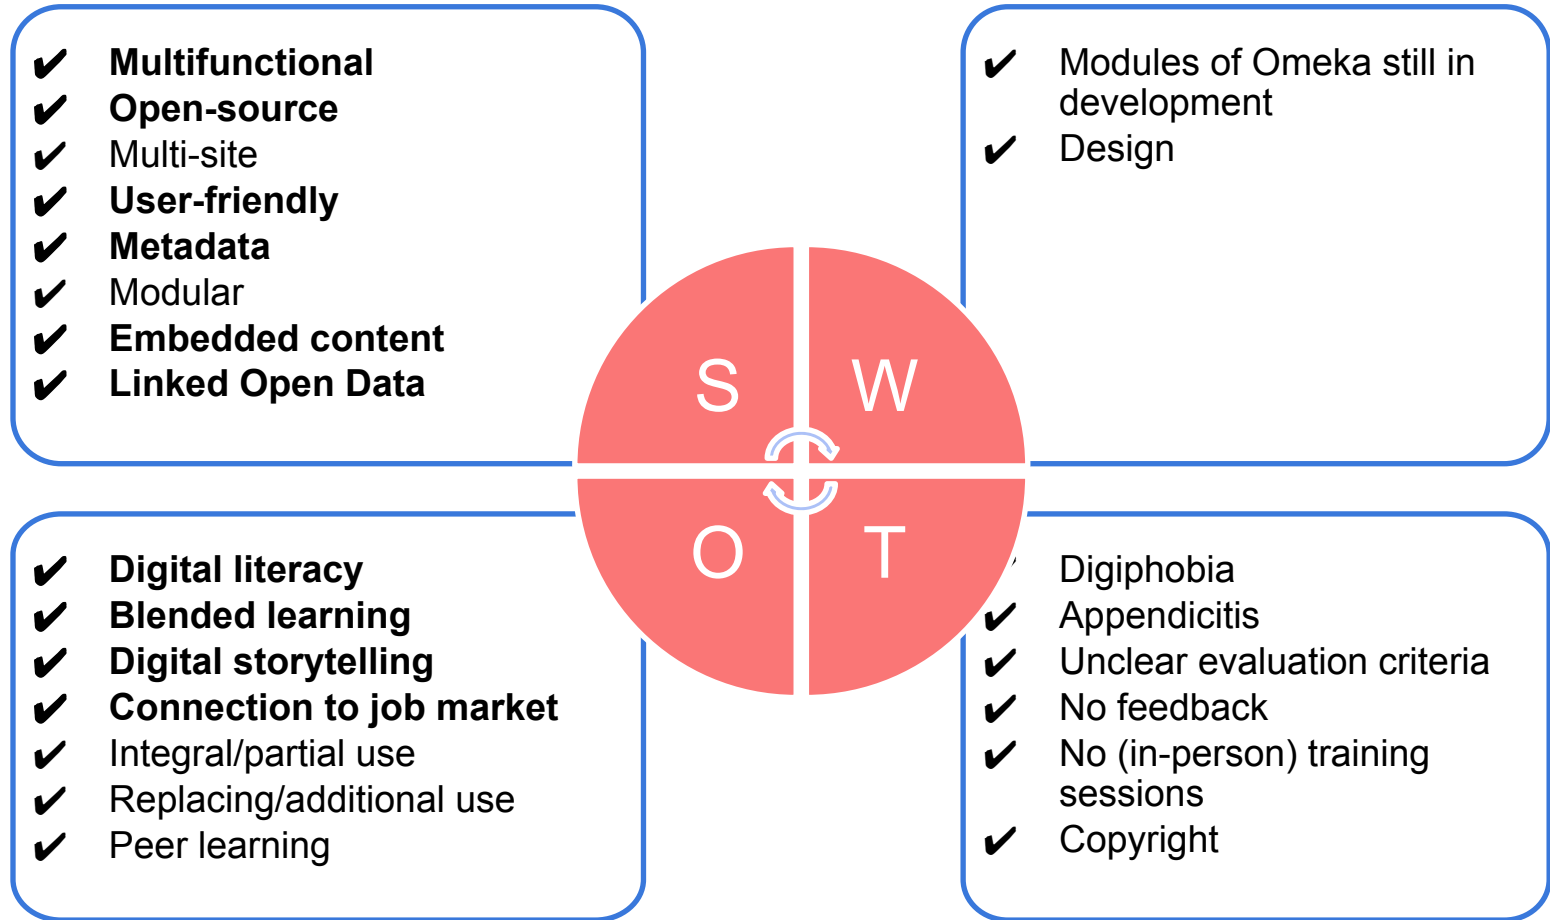 ✔ Multifunctional
✔ Open-source
✔ Multi-site
✔ User-friendly
✔ Metadata
✔ Modular
✔ Embedded content
✔ Linked Open Data
✔ Modules of Omeka still in
development
✔ Design
S
W
O
T
✔ Digital literacy
✔ Blended learning
✔ Digital storytelling
✔ Connection to job market
✔ Integral/partial use
✔ Replacing/additional use
✔ Peer learning
✔ Digiphobia
✔ Appendicitis
✔ Unclear evaluation criteria
✔ No feedback
✔ No (in-person) training
sessions
✔ Copyright